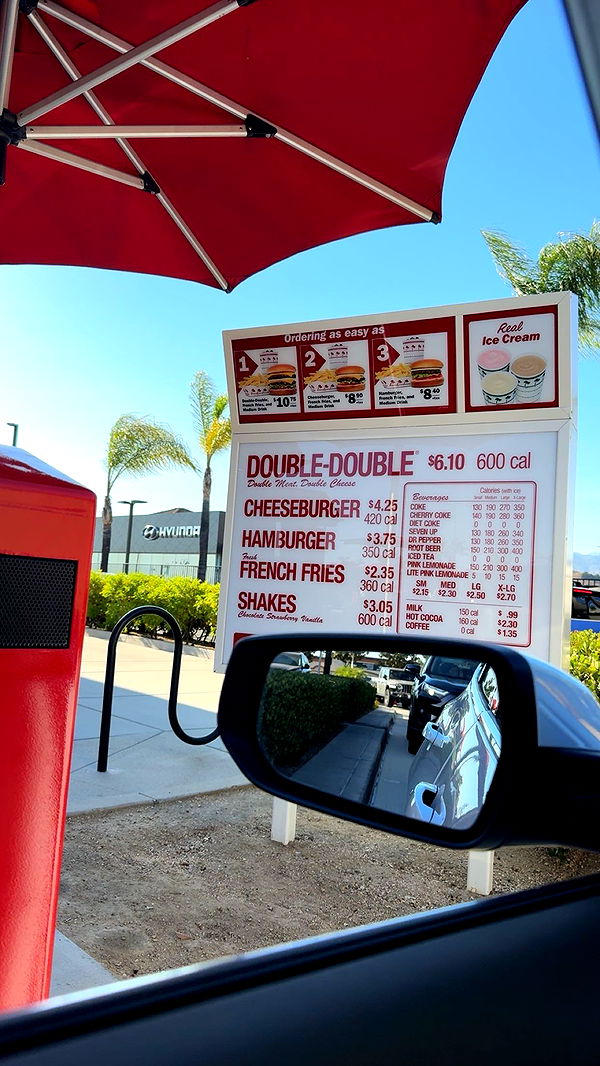 Ordering as easy as
1 2 3
Double-Double, French Fries, and Medium Drink $10.75
Cheeseburger, French Fries, and Medium Drink $8.90
Hamburger, French Fries, and Medium Drink $8.40
Real
Ice Cream
DOUBLE-DOUBLE® $6.10 600 cal
Double Meat, Double Cheese
CHEESEBURGER $4.25
420 cal
HAMBURGER $3.75
350 cal
Fresh
FRENCH FRIES $2.35
360 cal
SHAKES $3.05
Chocolate Strawberry Vanilla 600 cal
Calories (with ice)
Beverages Small Medium Large X-Large
COKE 130 190 270 350
CHERRY COKE 140 190 280 360
DIET COKE 0 0 0 0
SEVEN UP 130 180 260 340
DR PEPPER 130 180 260 350
ROOT BEER 150 210 300 400
ICED TEA 0 0 0 0
PINK LEMONADE 150 210 300 400
LITE PINK LEMONADE 5 10 15 15
SM MED LG X-LG
$2.15 $2.30 $2.50 $2.70
MILK 150 cal $ .99
HOT COCOA 160 cal $2.30
COFFEE 0 cal $1.35
HYUNDAI